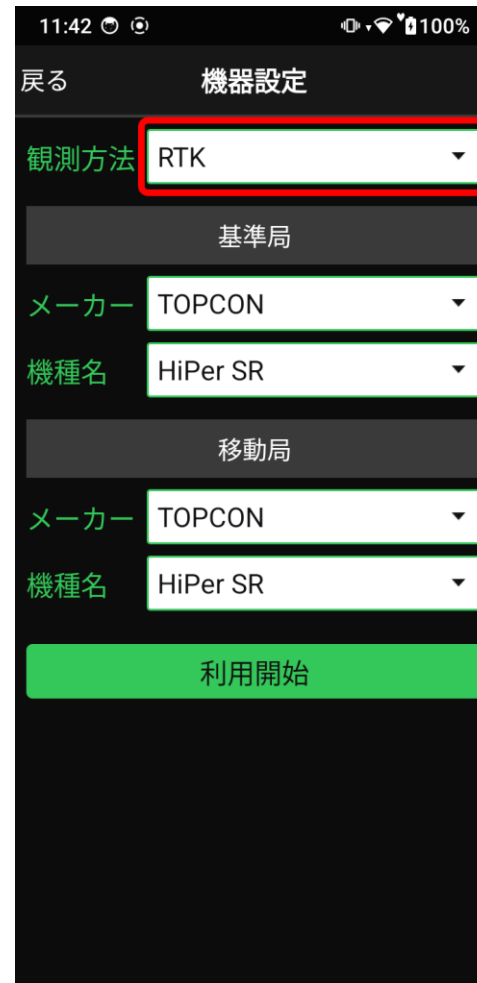 11:42 100%
戻る 機器設定
観測方法 RTK
基準局
メーカー TOPCON
機種名 HiPer SR
移動局
メーカー TOPCON
機種名 HiPer SR
利用開始